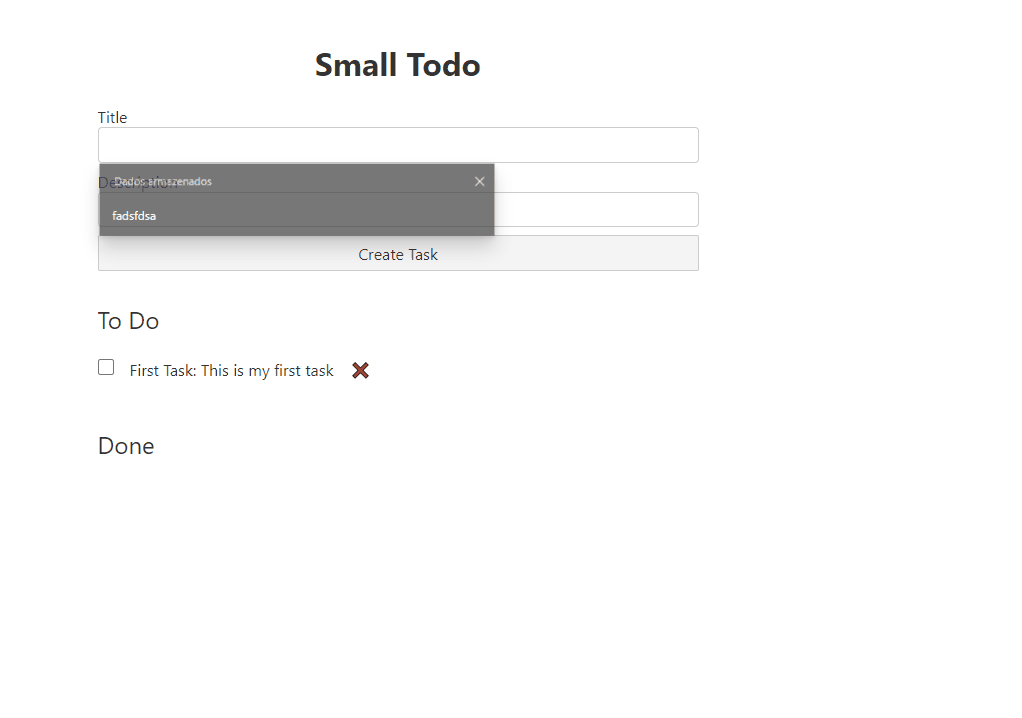 Small Todo
Title
Description
Dados armazenados
fadsfdsa
Create Task
To Do
First Task: This is my first task
Done